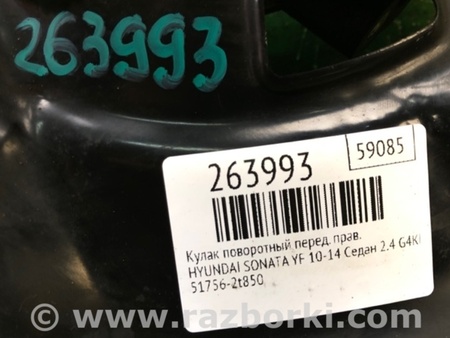 263993
263993
59085
Кулак поворотный перед. прав.
HYUNDAI SONATA YF 10-14 Седан 2.4 G4KI
51756-2t850
www.razborki.com